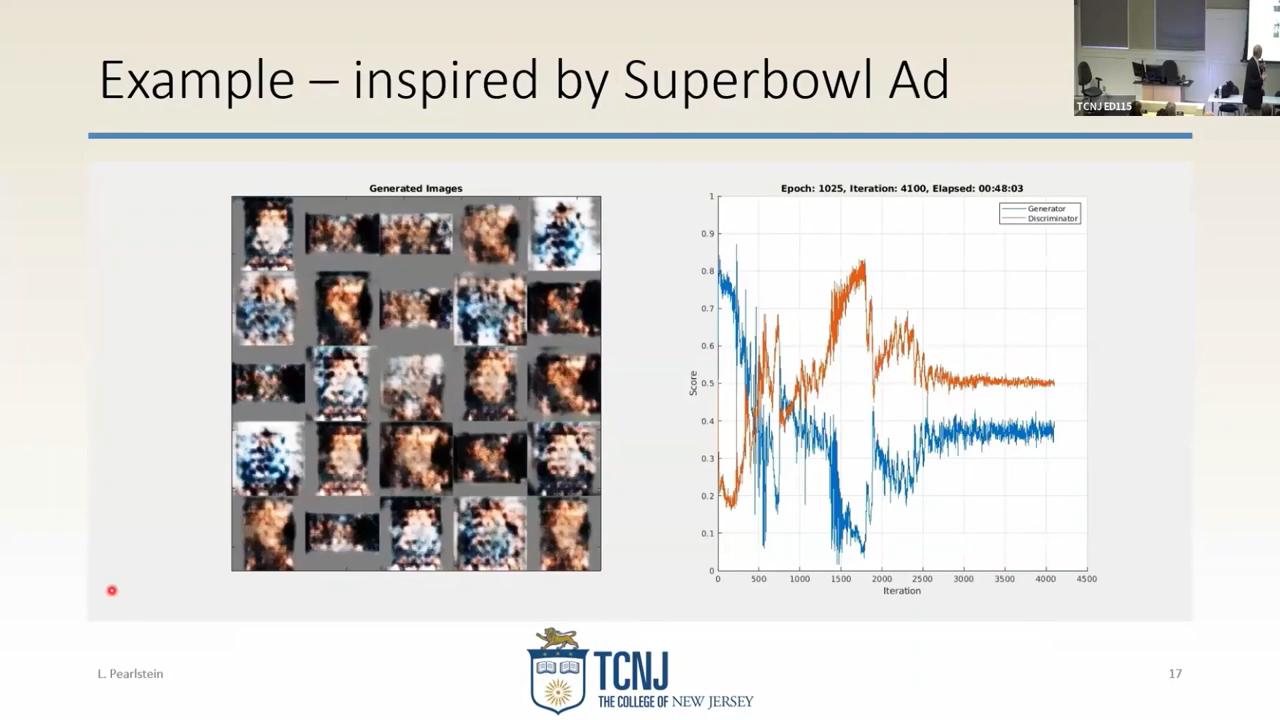 Example – inspired by Superbowl Ad
TCNJ ED115
Generated Images
Epoch: 1025, Iteration: 4100, Elapsed: 00:48:03
Generator
Discriminator
Score
1
0.9
0.8
0.7
0.6
0.5
0.4
0.3
0.2
0.1
0
0 500 1000 1500 2000 2500 3000 3500 4000 4500
Iteration
L. Pearlstein
TCNJ
THE COLLEGE OF NEW JERSEY
17